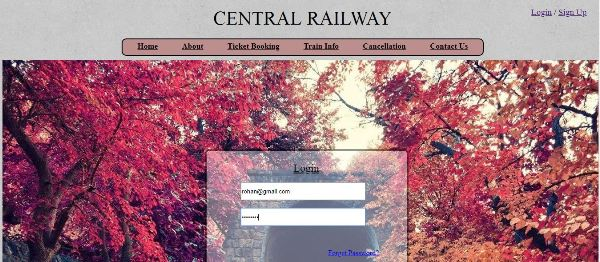 CENTRAL RAILWAY
Login / Sign Up
Home About Ticket Booking Train Info Cancellation Contact Us
Login
rohan@gmail.com
Forgot Password?